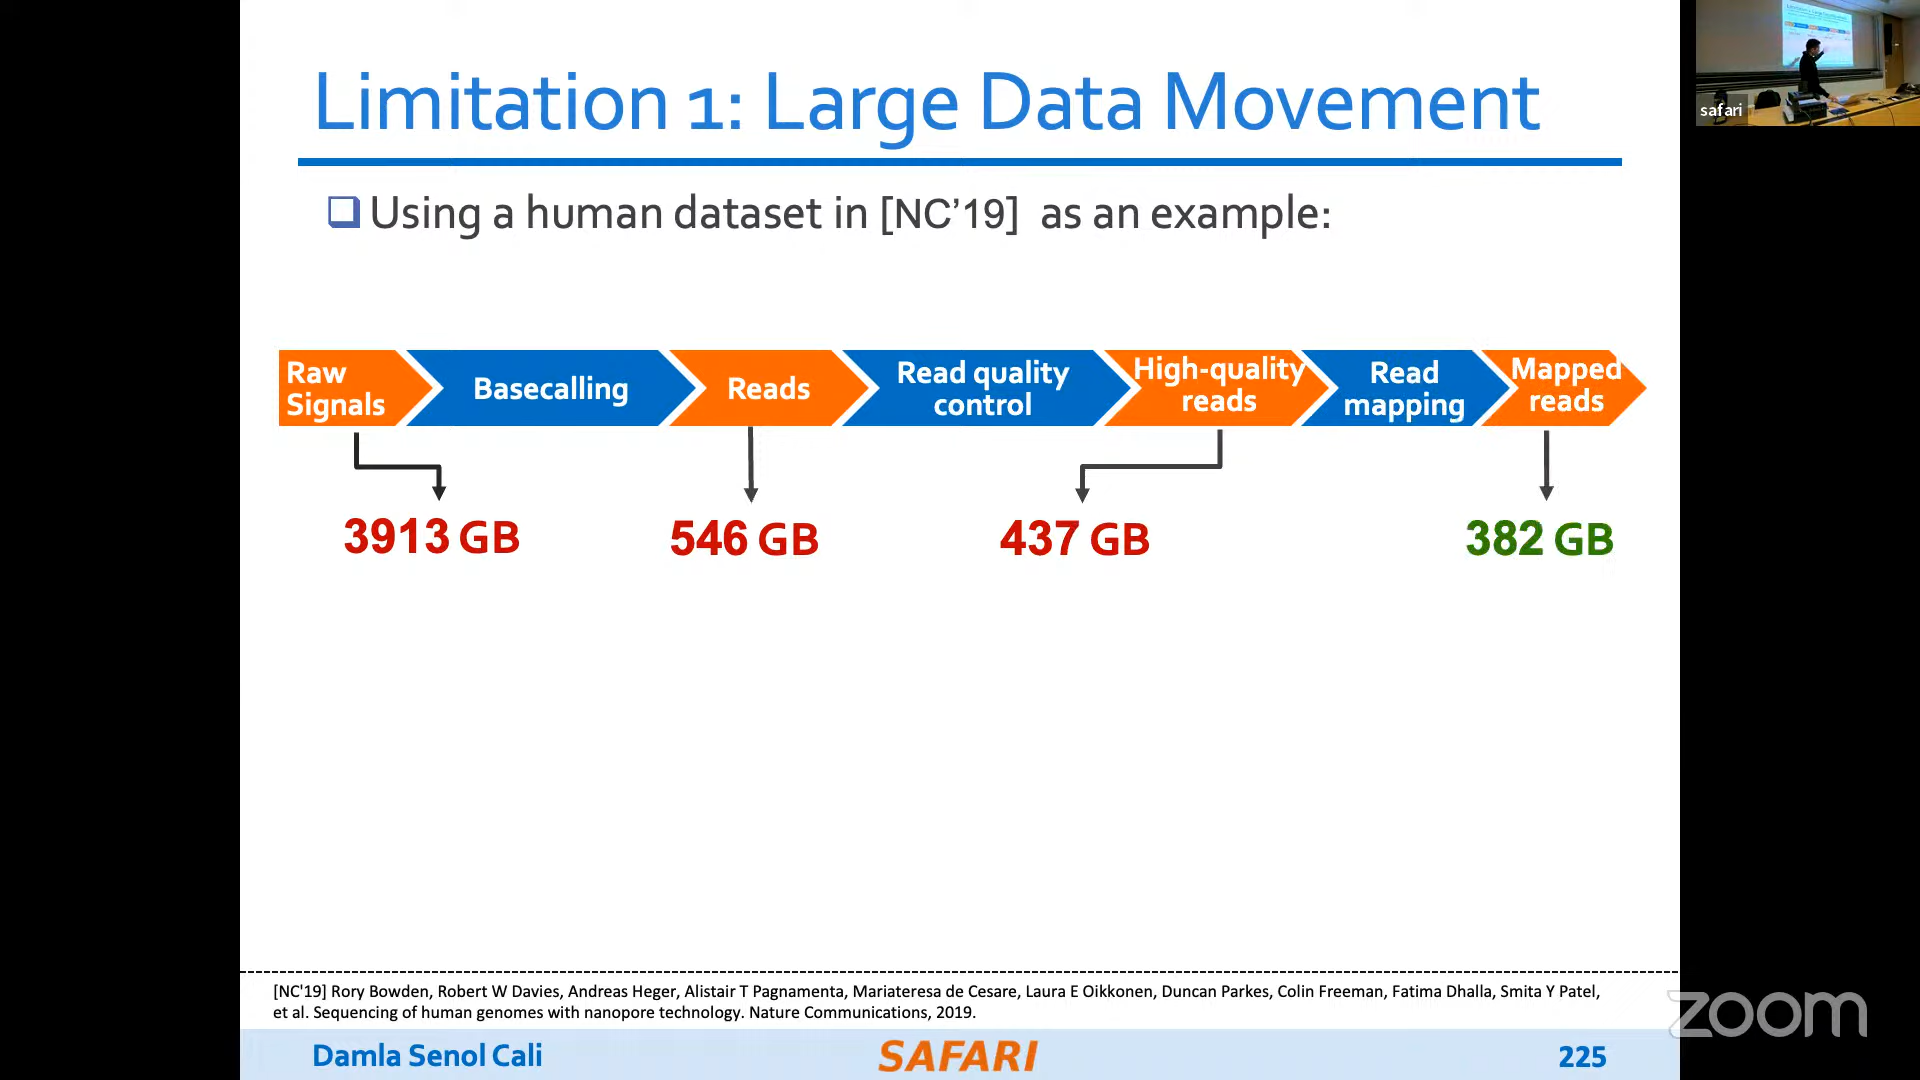 Limitation 1: Large Data Movement
Using a human dataset in [NC’19] as an example:
Raw
Signals
Basecalling
Reads
Read quality
control
High-quality
reads
Read
mapping
Mapped
reads
3913 GB
546 GB
437 GB
382 GB
[NC'19] Rory Bowden, Robert W Davies, Andreas Heger, Alistair T Pagnamenta, Mariateresa de Cesare, Laura E Oikkonen, Duncan Parkes, Colin Freeman, Fatima Dhalla, Smita Y Patel,
et al. Sequencing of human genomes with nanopore technology. Nature Communications, 2019.
Damla Senol Cali
SAFARI
225
safari
zoom